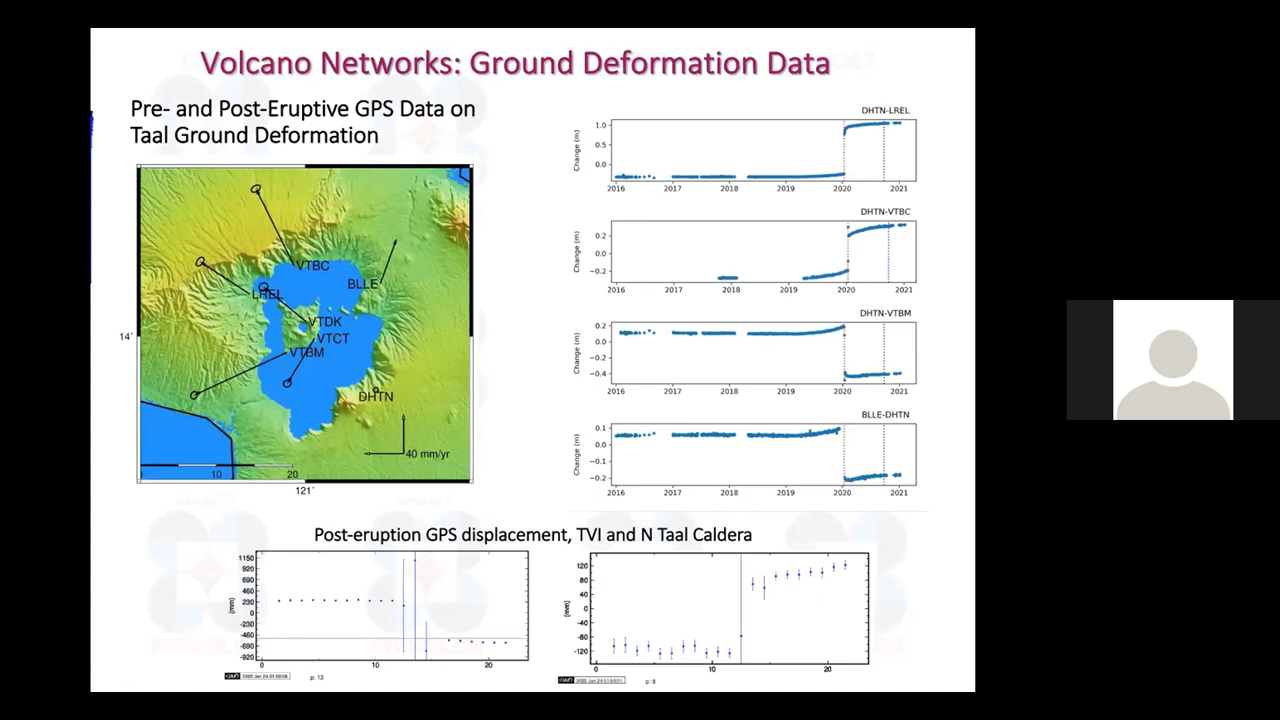 Volcano Networks: Ground Deformation Data
Pre- and Post-Eruptive GPS Data on
Taal Ground Deformation
VTBC
BLLE
LREL
VTDK
VTCT
VTBM
DHTN
40 mm/yr
10 20
14°
121°
DHTN-LREL
Change (m)
1.0
0.5
0.0
2016 2017 2018 2019 2020 2021
DHTN-VTBC
Change (m)
0.2
0.0
−0.2
2016 2017 2018 2019 2020 2021
DHTN-VTBM
Change (m)
0.2
0.0
−0.2
−0.4
2016 2017 2018 2019 2020 2021
BLLE-DHTN
Change (m)
0.1
0.0
−0.1
−0.2
2016 2017 2018 2019 2020 2021
Post-eruption GPS displacement, TVI and N Taal Caldera
(mm)
1150
920
690
460
230
0
-230
-460
-690
-920
0 10 20
p: 13
(mm)
120
80
40
0
-40
-80
-120
0 10 20
p: 8